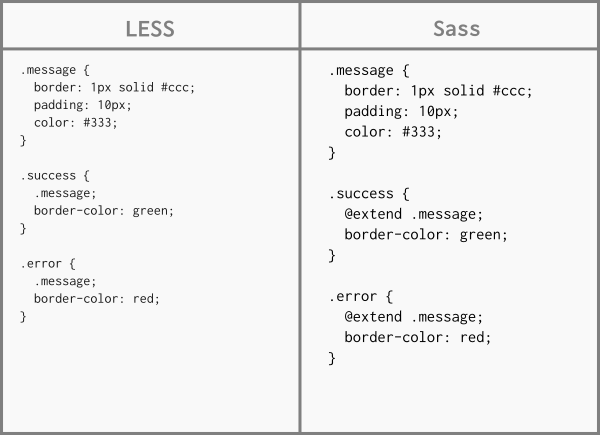 LESS
.message {
  border: 1px solid #ccc;
  padding: 10px;
  color: #333;
}
.success {
  .message;
  border-color: green;
}
.error {
  .message;
  border-color: red;
}
Sass
.message {
  border: 1px solid #ccc;
  padding: 10px;
  color: #333;
}
.success {
  @extend .message;
  border-color: green;
}
.error {
  @extend .message;
  border-color: red;
}